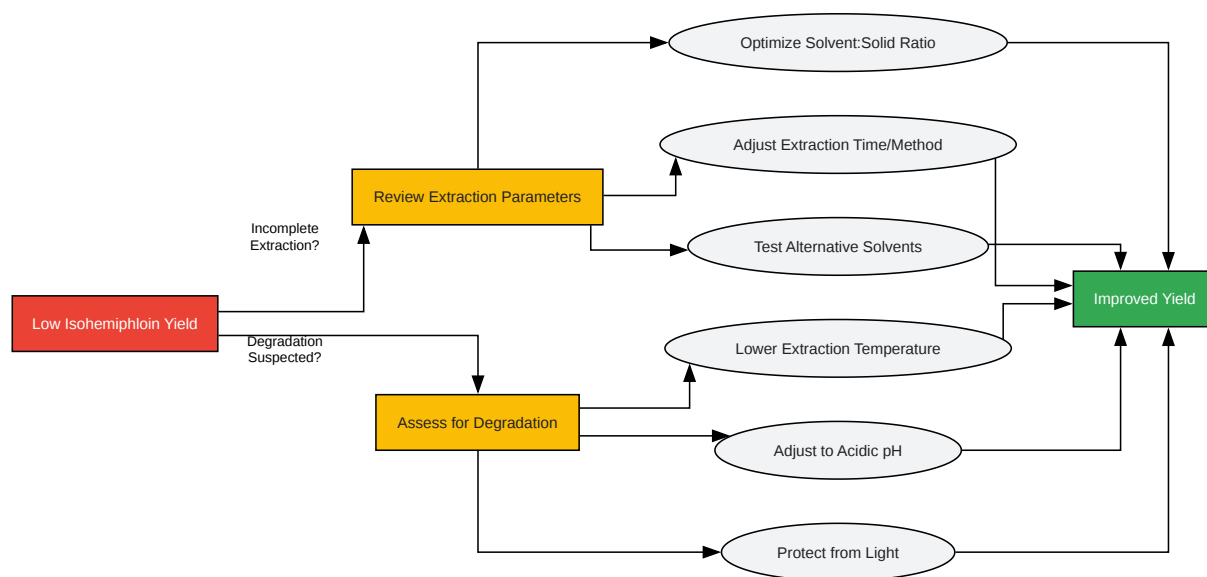 Optimize Solvent:Solid Ratio
Adjust Extraction Time/Method
Review Extraction Parameters
Incomplete
Extraction?
Test Alternative Solvents
Improved Yield
Low Isohemiphloin Yield
Degradation
Suspected?
Lower Extraction Temperature
Assess for Degradation
Adjust to Acidic pH
Protect from Light